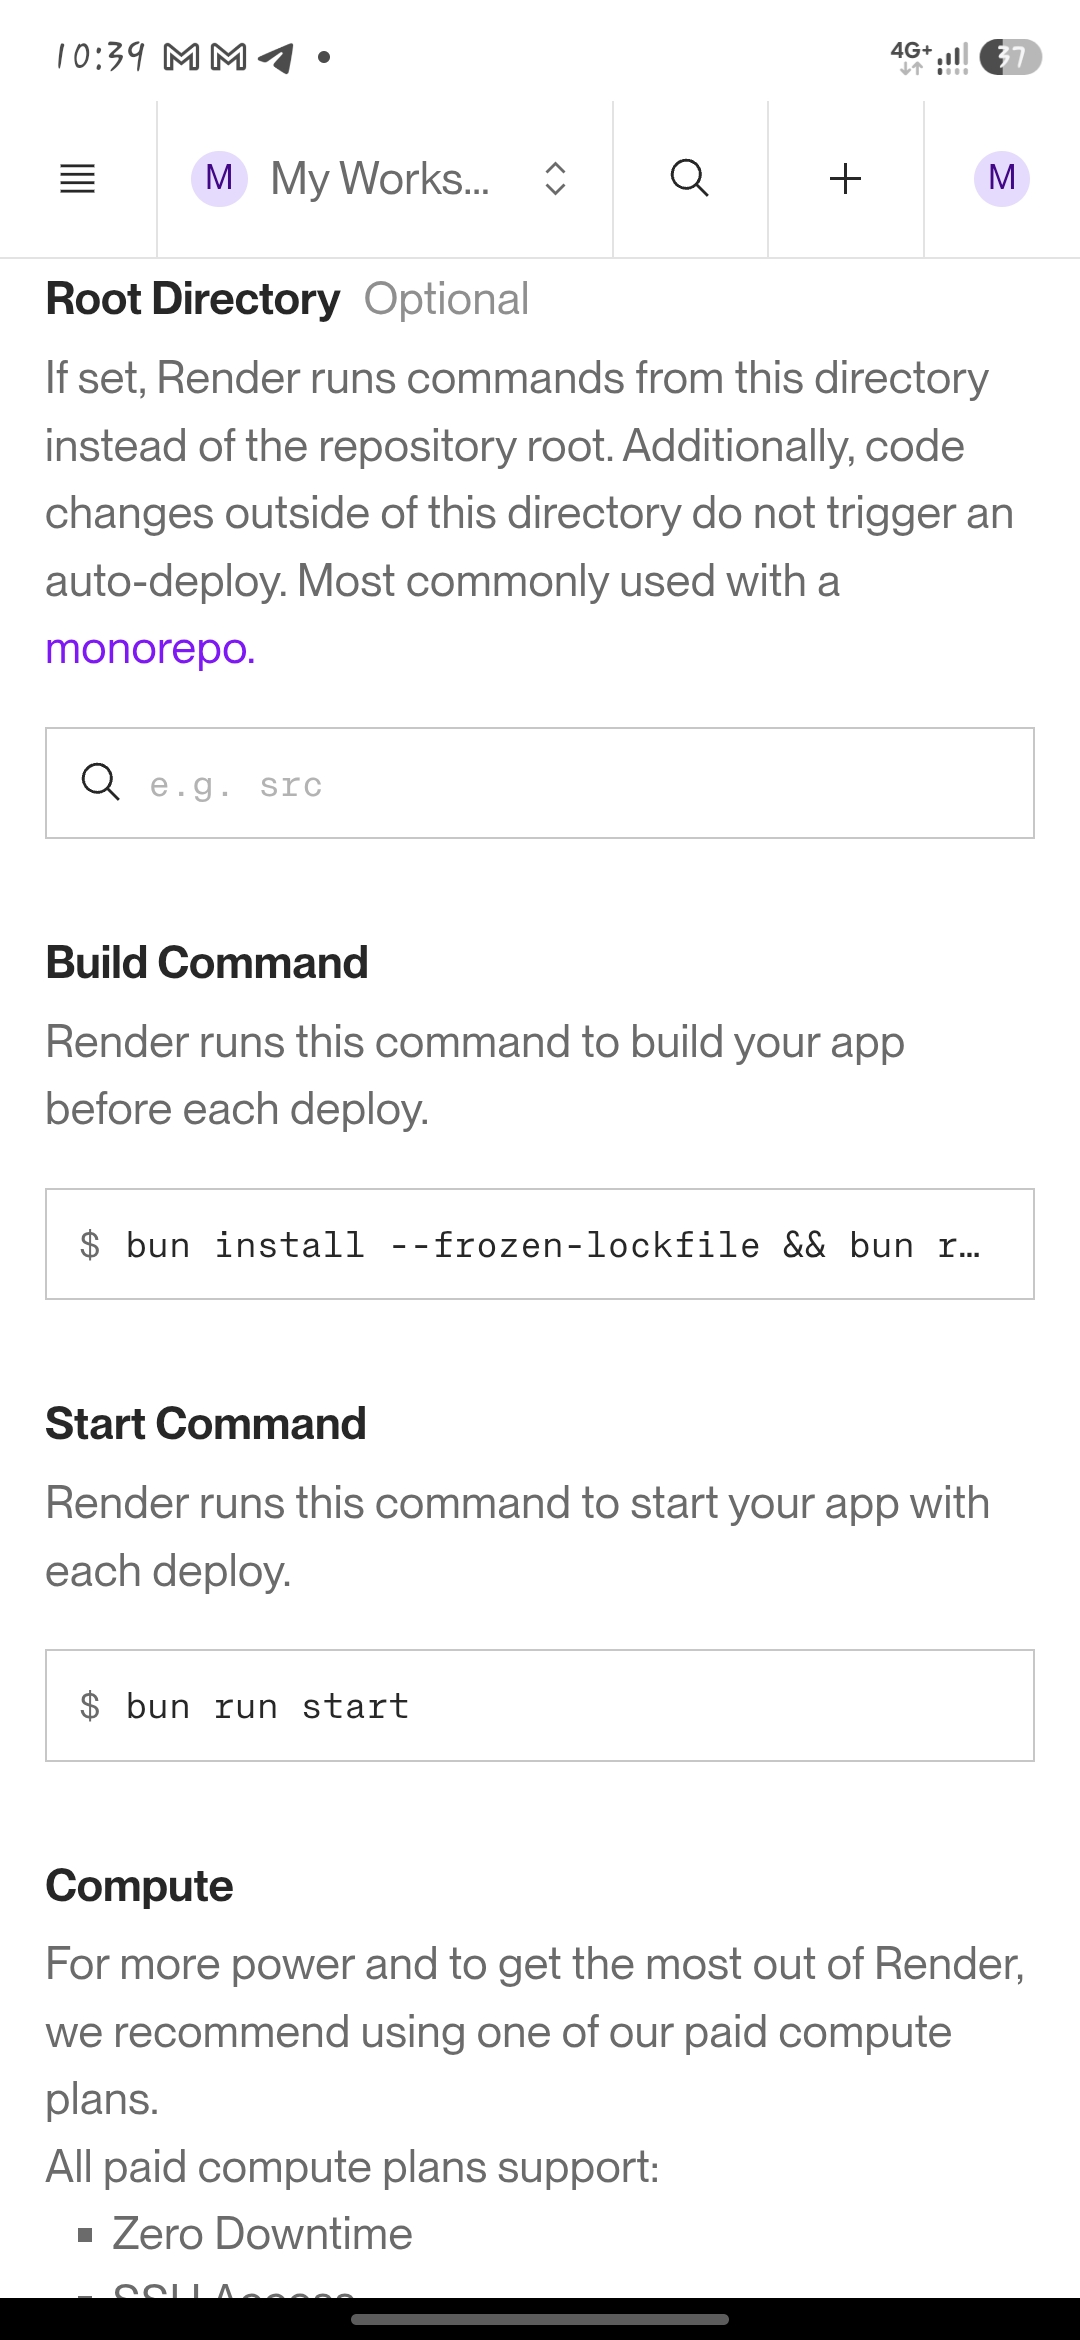 10:39
4G+
37
M My Works...
M
Root Directory Optional
If set, Render runs commands from this directory
instead of the repository root. Additionally, code
changes outside of this directory do not trigger an
auto-deploy. Most commonly used with a
monorepo.
e.g. src
Build Command
Render runs this command to build your app
before each deploy.
$ bun install --frozen-lockfile && bun r…
Start Command
Render runs this command to start your app with
each deploy.
$ bun run start
Compute
For more power and to get the most out of Render,
we recommend using one of our paid compute
plans.
All paid compute plans support:
▪ Zero Downtime
▪ SSH Access